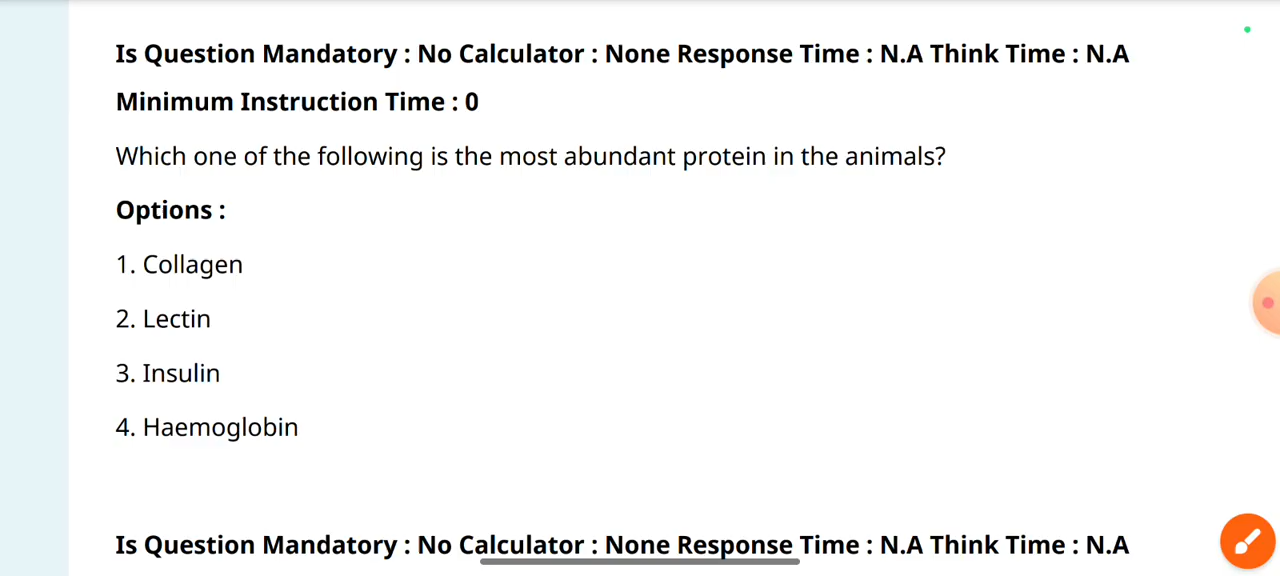 Is Question Mandatory : No Calculator : None Response Time : N.A Think Time : N.A
Minimum Instruction Time : 0
Which one of the following is the most abundant protein in the animals?
Options :
1. Collagen
2. Lectin
3. Insulin
4. Haemoglobin
Is Question Mandatory : No Calculator : None Response Time : N.A Think Time : N.A